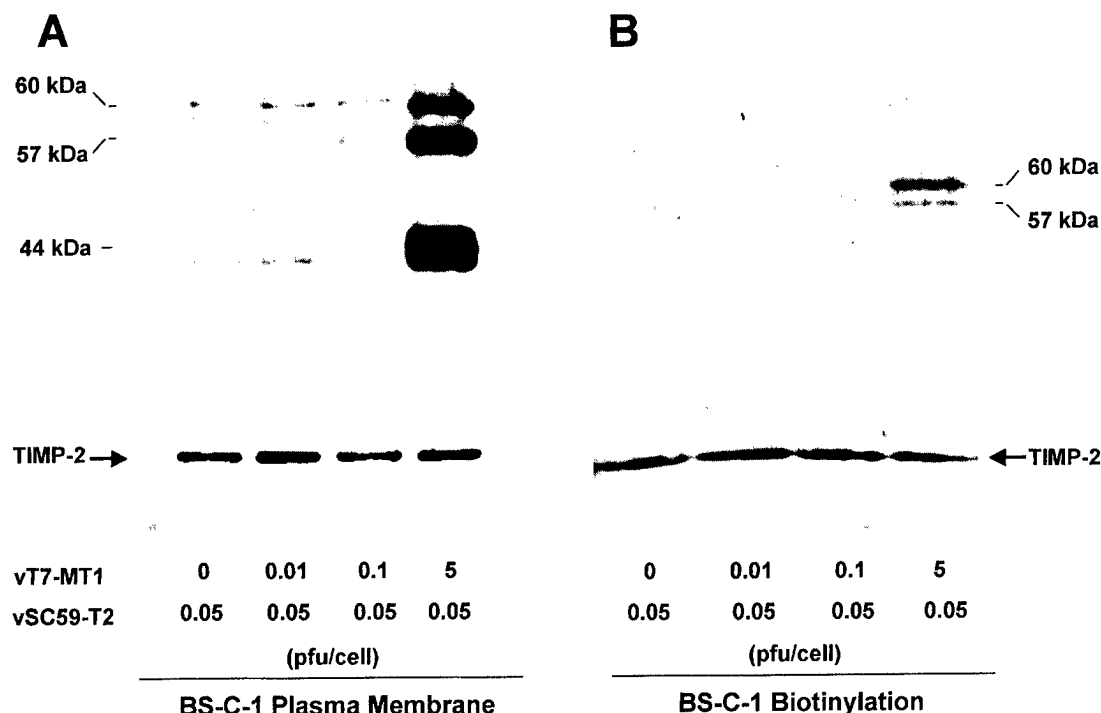 A
60 kDa
57 kDa
44 kDa
TIMP-2
vT7-MT1 0 0.01 0.1 5
vSC59-T2 0.05 0.05 0.05 0.05
(pfu/cell)
BS-C-1 Plasma Membrane
B
60 kDa
57 kDa
TIMP-2
0 0.01 0.1 5
0.05 0.05 0.05 0.05
(pfu/cell)
BS-C-1 Biotinylation